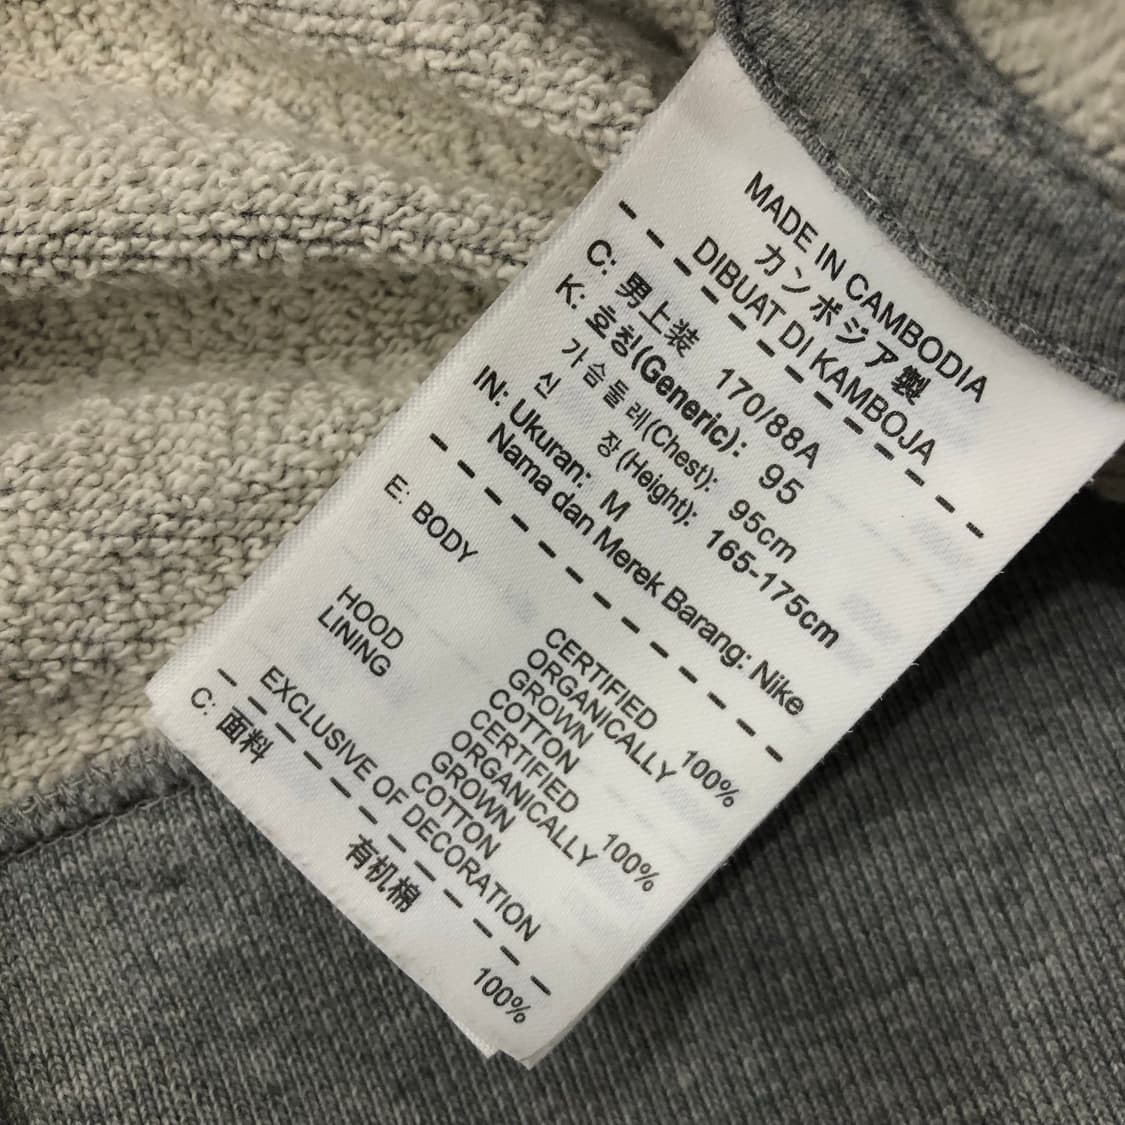 MADE IN CAMBODIA
カンボジア製
DIBUAT DI KAMBOJA
C: 男上装 170/88A
K: 호칭(Generic): 95
가슴둘레(Chest): 95cm
신 장(Height): 165-175cm
IN: Ukuran: M
Nama dan Merek Barang: Nike
E: BODY CERTIFIED
ORGANICALLY
GROWN
COTTON 100%
HOOD CERTIFIED
LINING ORGANICALLY
GROWN
COTTON 100%
EXCLUSIVE OF DECORATION
C: 面料 有机棉 100%